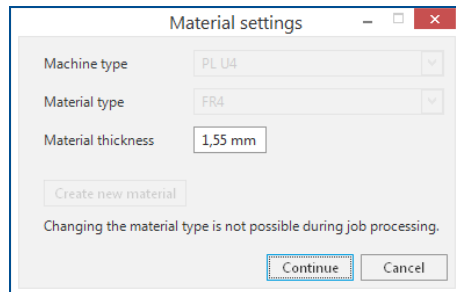 Material settings
Machine type PL U4
Material type FR4
Material thickness 1,55 mm
Create new material
Changing the material type is not possible during job processing.
Continue Cancel